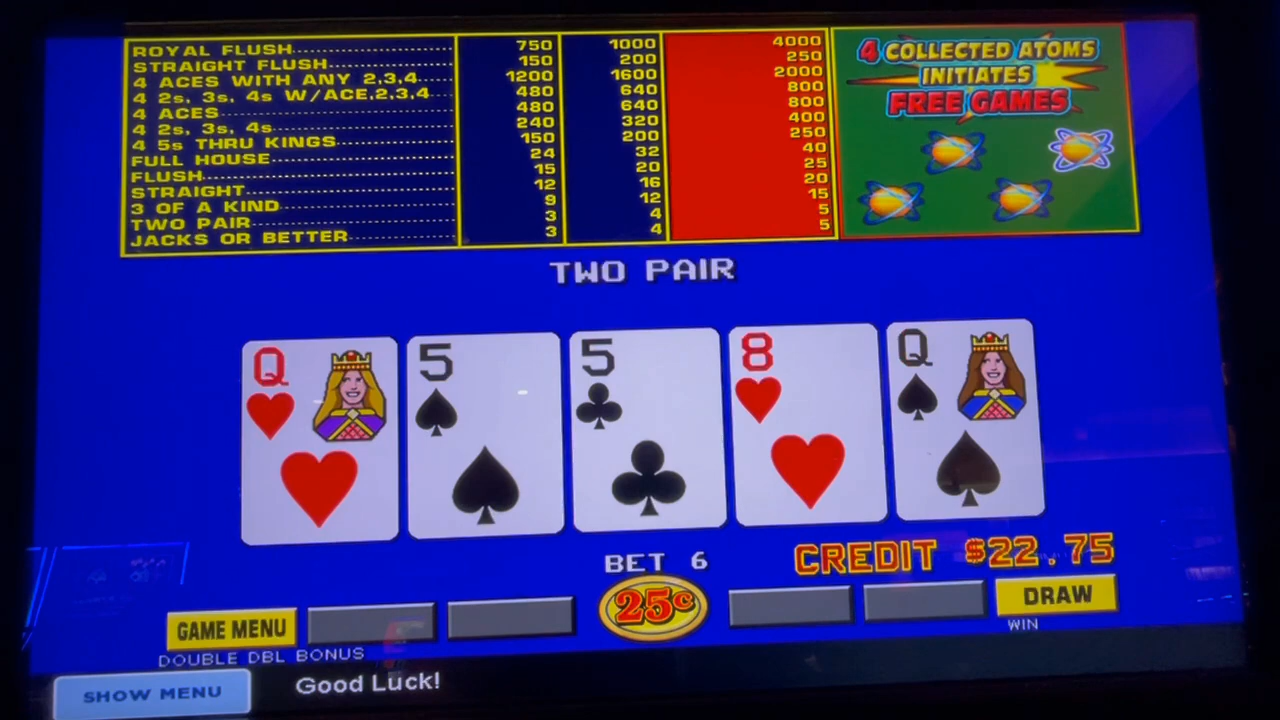 ROYAL FLUSH 750 1000 4000
STRAIGHT FLUSH 150 200 250
4 ACES WITH ANY 2,3,4 1200 1600 2000
4 2s, 3s, 4s W/ACE,2,3,4 480 640 800
4 ACES 480 640 800
4 2s, 3s, 4s 240 320 400
4 5s THRU KINGS 150 200 250
FULL HOUSE 24 32 40
FLUSH 15 20 25
STRAIGHT 12 16 20
3 OF A KIND 9 12 15
TWO PAIR 3 4 5
JACKS OR BETTER 3 4 5
4 COLLECTED ATOMS
INITIATES
FREE GAMES
TWO PAIR
Q 5 5 8 Q
BET 6
CREDIT $22.75
GAME MENU
25¢
DRAW
DOUBLE DBL BONUS
WIN
SHOW MENU
Good Luck!